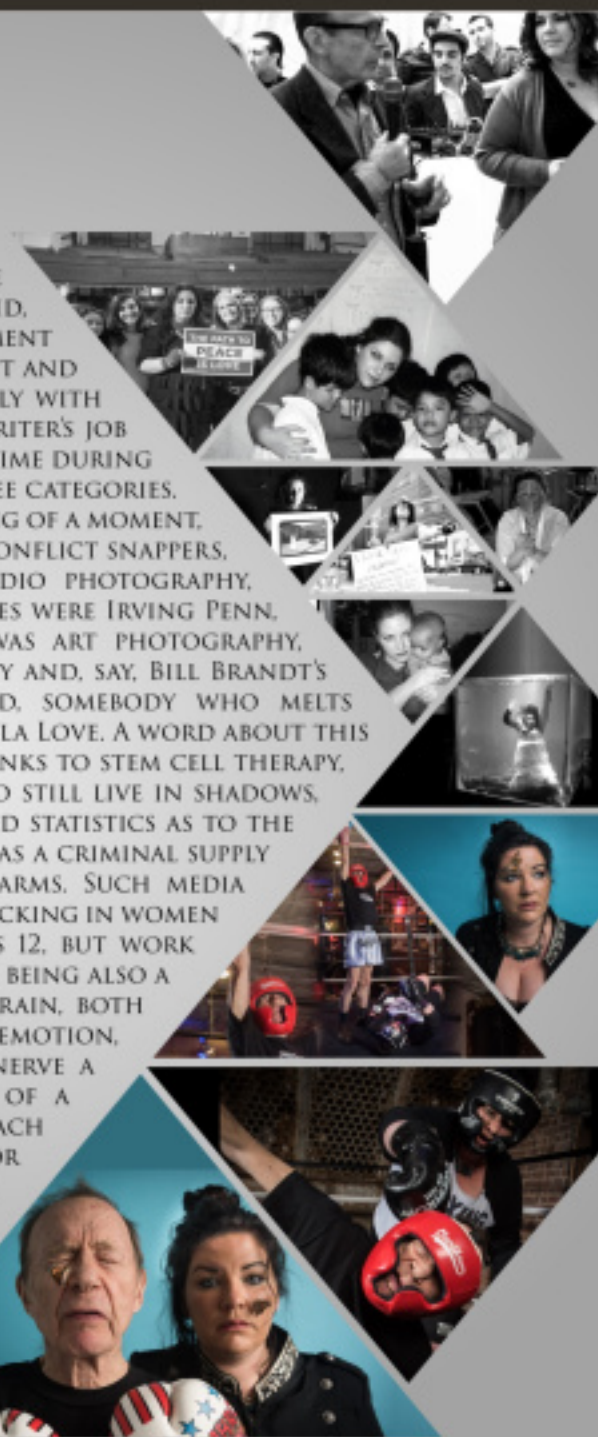 THE PATH TO
PEACE
IS LOVE
E
ID,
MENT
T AND
LY WITH
RITER'S JOB
IME DURING
EE CATEGORIES.
G OF A MOMENT,
ONFLICT SNAPPERS,
DIO PHOTOGRAPHY,
ES WERE IRVING PENN,
WAS ART PHOTOGRAPHY,
Y AND, SAY, BILL BRANDT'S
D, SOMEBODY WHO MELTS
LA LOVE. A WORD ABOUT THIS
NKS TO STEM CELL THERAPY,
O STILL LIVE IN SHADOWS,
D STATISTICS AS TO THE
AS A CRIMINAL SUPPLY
ARMS. SUCH MEDIA
CKING IN WOMEN
S 12, BUT WORK
BEING ALSO A
RAIN, BOTH
EMOTION,
NERVE A
OF A
ACH
OR